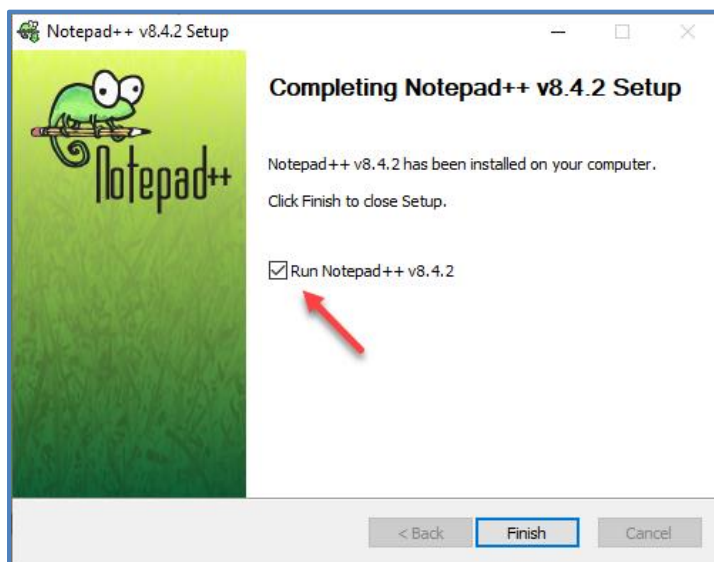 Notepad++ v8.4.2 Setup
Notepad++
Completing Notepad++ v8.4.2 Setup
Notepad++ v8.4.2 has been installed on your computer.
Click Finish to close Setup.
Run Notepad++ v8.4.2
< Back Finish Cancel